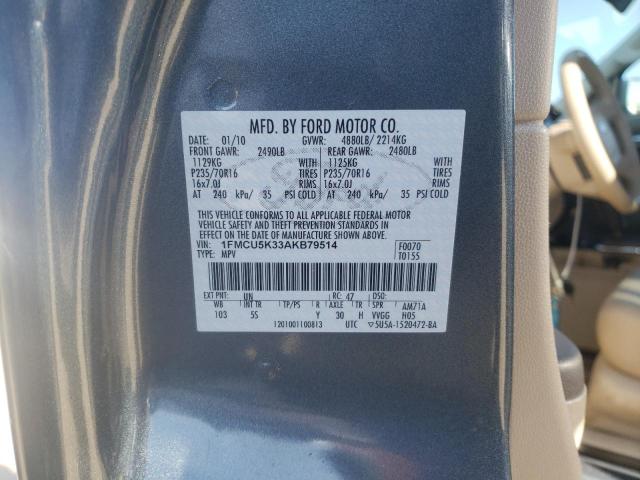 MFD. BY FORD MOTOR CO.
DATE: 01/10 GVWR: 4880LB/ 2214KG
FRONT GAWR: 2490LB REAR GAWR: 2480LB
1129KG WITH 1125KG WITH
P235/70R16 TIRES P235/70R16 TIRES
16x7.0J RIMS 16x7.0J RIMS
AT 240 kPa/ 35 PSI COLD AT 240 kPa/ 35 PSI COLD
THIS VEHICLE CONFORMS TO ALL APPLICABLE FEDERAL MOTOR
VEHICLE SAFETY AND THEFT PREVENTION STANDARDS IN
EFFECT ON THE DATE OF MANUFACTURE SHOWN ABOVE.
VIN: 1FMCU5K33AKB79514 F0070
TYPE: MPV T0155
EXT PNT: UN RC: 47 DSO:
WB INT TR TP/PS R AXLE TR SPR AM71A
103 5S Y 30 H VVGG H05
1201001100813 UTC ▽5U5A-1520472-BA